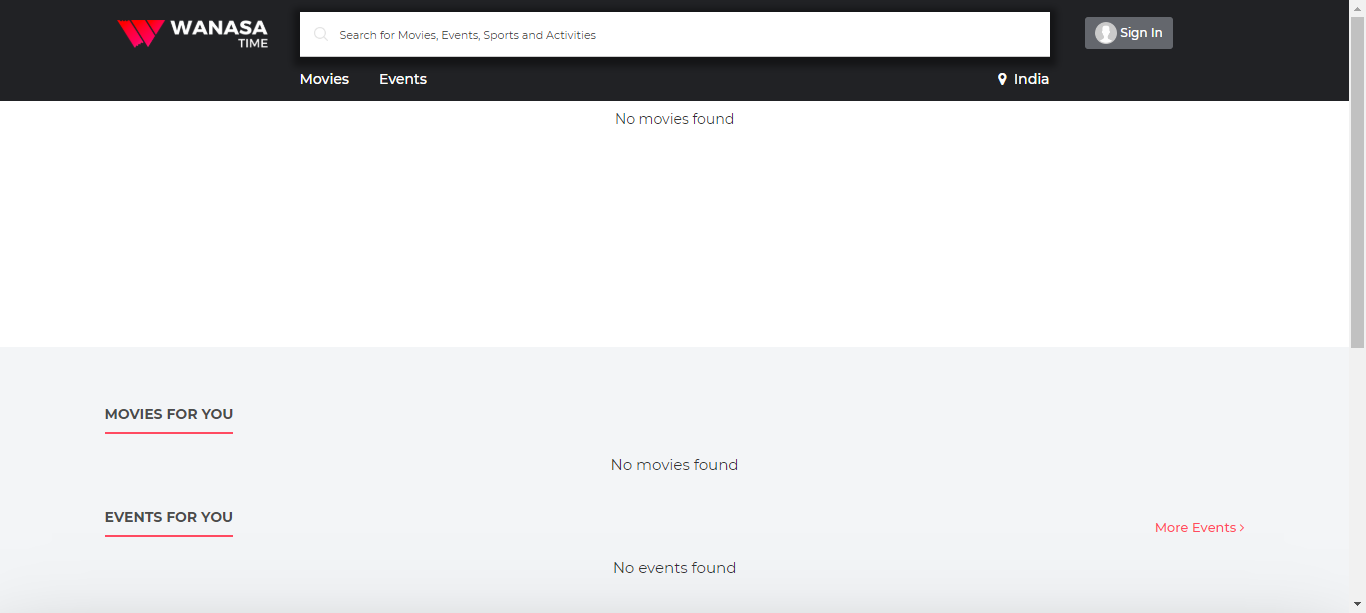 WANASA
TIME
Search for Movies, Events, Sports and Activities
Sign In
Movies
Events
India
No movies found
MOVIES FOR YOU
No movies found
EVENTS FOR YOU
More Events
No events found